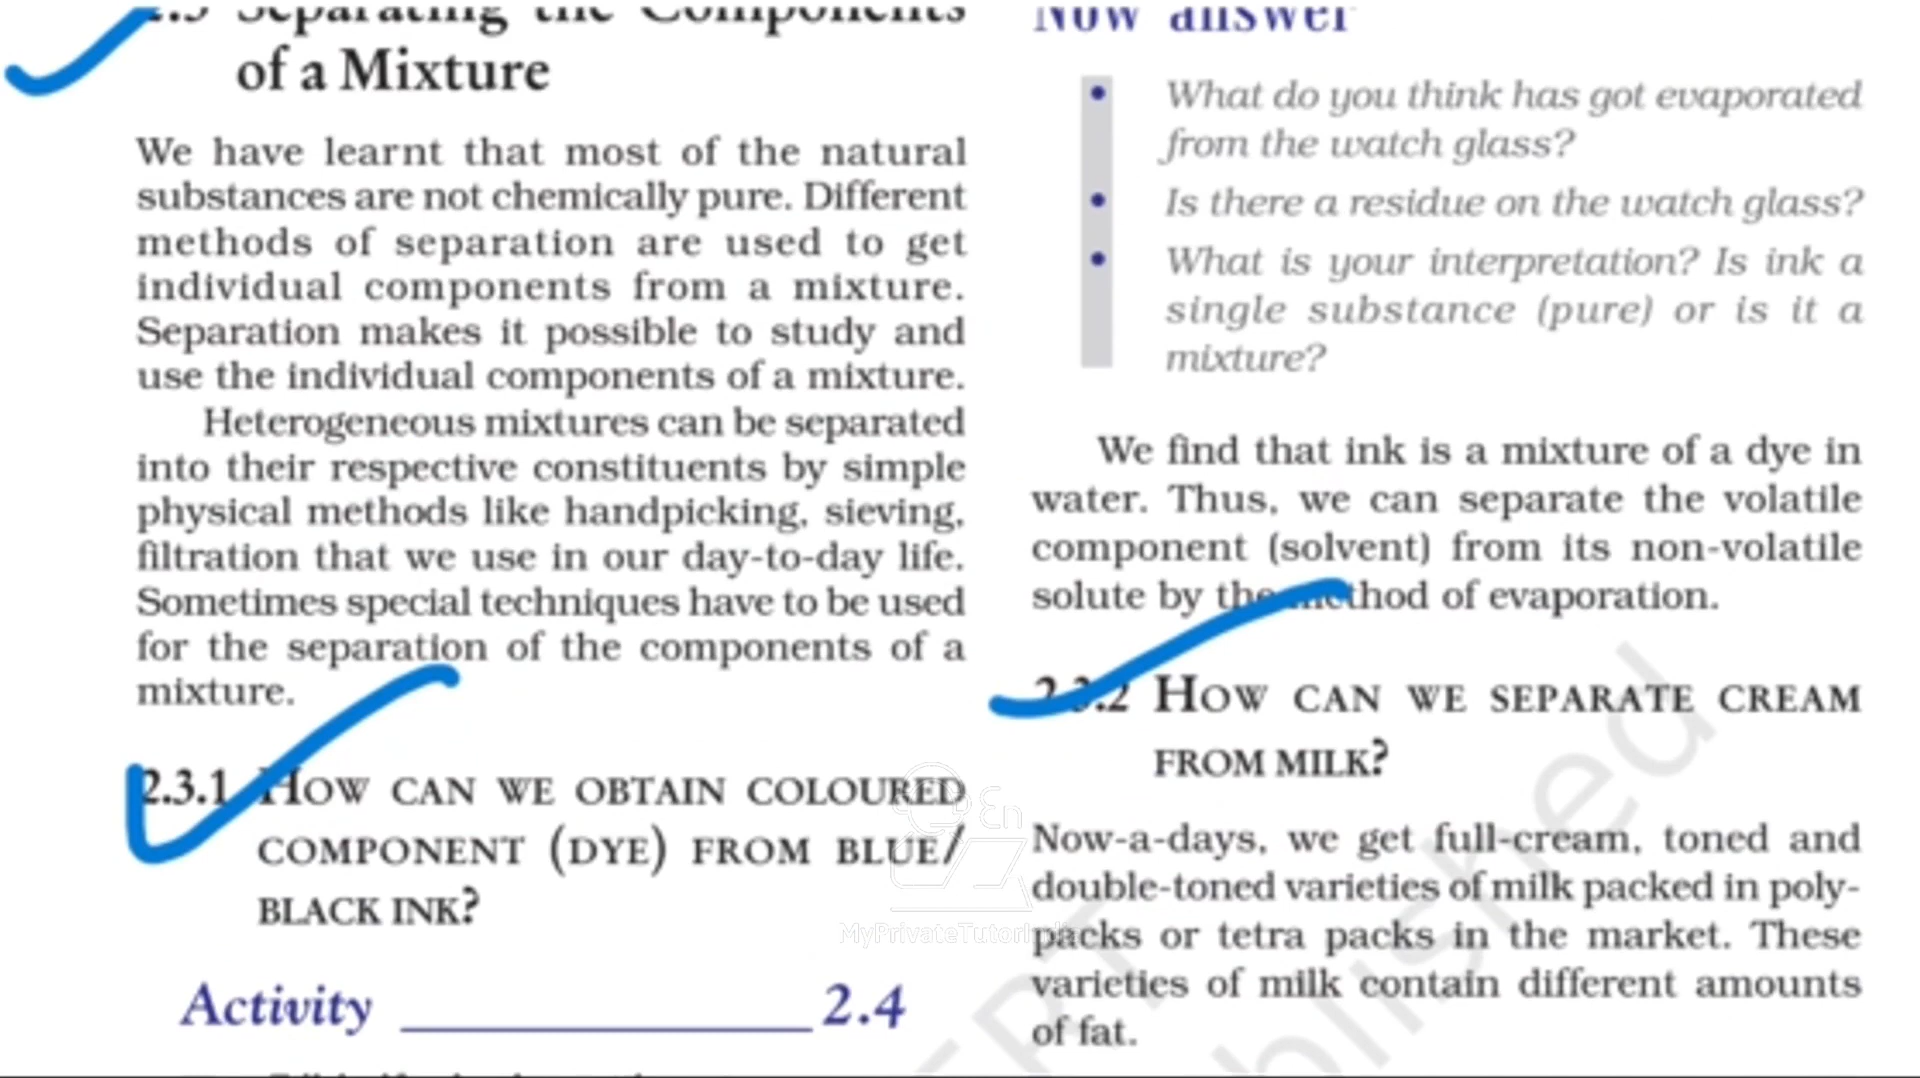 2.3 Separating the Components
of a Mixture
We have learnt that most of the natural
substances are not chemically pure. Different
methods of separation are used to get
individual components from a mixture.
Separation makes it possible to study and
use the individual components of a mixture.
Heterogeneous mixtures can be separated
into their respective constituents by simple
physical methods like handpicking, sieving,
filtration that we use in our day-to-day life.
Sometimes special techniques have to be used
for the separation of the components of a
mixture.
2.3.1 HOW CAN WE OBTAIN COLOURED
COMPONENT (DYE) FROM BLUE/
BLACK INK?
Activity 2.4
Now answer
• What do you think has got evaporated
from the watch glass?
• Is there a residue on the watch glass?
• What is your interpretation? Is ink a
single substance (pure) or is it a
mixture?
We find that ink is a mixture of a dye in
water. Thus, we can separate the volatile
component (solvent) from its non-volatile
solute by the method of evaporation.
2.3.2 HOW CAN WE SEPARATE CREAM
FROM MILK?
Now-a-days, we get full-cream, toned and
double-toned varieties of milk packed in poly-
packs or tetra packs in the market. These
varieties of milk contain different amounts
of fat.